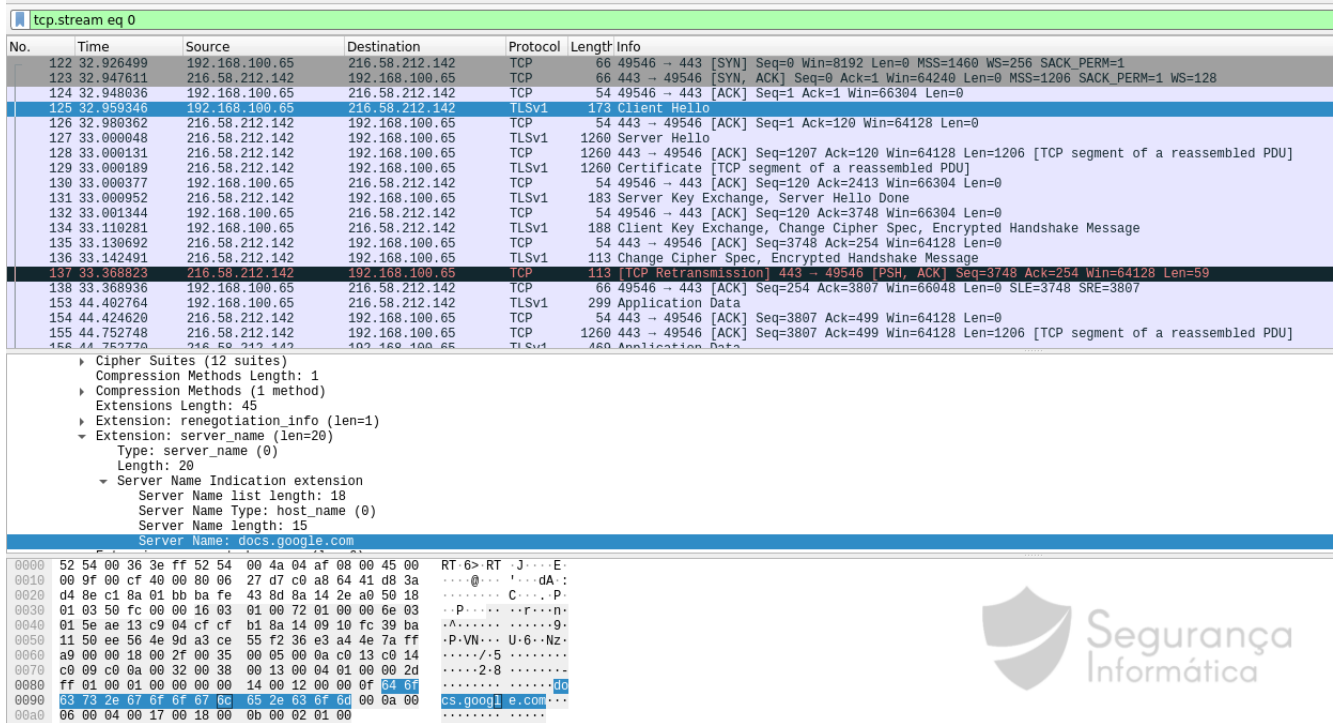 tcp.stream eq 0
No. Time Source Destination Protocol Length Info
122 32.926499 192.168.100.65 216.58.212.142 TCP 66 49546 → 443 [SYN] Seq=0 Win=8192 Len=0 MSS=1460 WS=256 SACK_PERM=1
123 32.947611 216.58.212.142 192.168.100.65 TCP 66 443 → 49546 [SYN, ACK] Seq=0 Ack=1 Win=64240 Len=0 MSS=1206 SACK_PERM=1 WS=128
124 32.948036 192.168.100.65 216.58.212.142 TCP 54 49546 → 443 [ACK] Seq=1 Ack=1 Win=66304 Len=0
125 32.959346 192.168.100.65 216.58.212.142 TLSv1 173 Client Hello
126 32.980362 216.58.212.142 192.168.100.65 TCP 54 443 → 49546 [ACK] Seq=1 Ack=120 Win=64128 Len=0
127 33.000048 216.58.212.142 192.168.100.65 TLSv1 1260 Server Hello
128 33.000131 216.58.212.142 192.168.100.65 TCP 1260 443 → 49546 [ACK] Seq=1207 Ack=120 Win=64128 Len=1206 [TCP segment of a reassembled PDU]
129 33.000189 216.58.212.142 192.168.100.65 TLSv1 1260 Certificate [TCP segment of a reassembled PDU]
130 33.000377 192.168.100.65 216.58.212.142 TCP 54 49546 → 443 [ACK] Seq=120 Ack=2413 Win=66304 Len=0
131 33.000952 216.58.212.142 192.168.100.65 TLSv1 183 Server Key Exchange, Server Hello Done
132 33.001344 192.168.100.65 216.58.212.142 TCP 54 49546 → 443 [ACK] Seq=120 Ack=3748 Win=66304 Len=0
134 33.110281 192.168.100.65 216.58.212.142 TLSv1 188 Client Key Exchange, Change Cipher Spec, Encrypted Handshake Message
135 33.130692 216.58.212.142 192.168.100.65 TCP 54 443 → 49546 [ACK] Seq=3748 Ack=254 Win=64128 Len=0
136 33.142491 216.58.212.142 192.168.100.65 TLSv1 113 Change Cipher Spec, Encrypted Handshake Message
137 33.368823 216.58.212.142 192.168.100.65 TCP 113 [TCP Retransmission] 443 → 49546 [PSH, ACK] Seq=3748 Ack=254 Win=64128 Len=59
138 33.368936 192.168.100.65 216.58.212.142 TCP 66 49546 → 443 [ACK] Seq=254 Ack=3807 Win=66048 Len=0 SLE=3748 SRE=3807
153 44.402764 192.168.100.65 216.58.212.142 TLSv1 299 Application Data
154 44.424620 216.58.212.142 192.168.100.65 TCP 54 443 → 49546 [ACK] Seq=3807 Ack=499 Win=64128 Len=0
155 44.752748 216.58.212.142 192.168.100.65 TCP 1260 443 → 49546 [ACK] Seq=3807 Ack=499 Win=64128 Len=1206 [TCP segment of a reassembled PDU]
156 44.752770 216.58.212.142 192.168.100.65 TLSv1 469 Application Data
Cipher Suites (12 suites)
Compression Methods Length: 1
Compression Methods (1 method)
Extensions Length: 45
Extension: renegotiation_info (len=1)
Extension: server_name (len=20)
Type: server_name (0)
Length: 20
Server Name Indication extension
Server Name list length: 18
Server Name Type: host_name (0)
Server Name length: 15
Server Name: docs.google.com
0000 52 54 00 36 3e ff 52 54 00 4a 04 af 08 00 45 00 RT·6>·RT ·J····E·
0010 00 9f 00 cf 40 00 80 06 27 d7 c0 a8 64 41 d8 3a ····@··· '···dA·:
0020 d4 8e c1 8a 01 bb ba fe 43 8d 8a 14 2e a0 50 18 ········ C···.·P·
0030 01 03 50 fc 00 00 16 03 01 00 72 01 00 00 6e 03 ··P····· ··r···n·
0040 01 5e ae 13 c9 04 cf cf b1 8a 14 09 10 fc 39 ba ·^······ ······9·
0050 11 50 ee 56 4e 9d a3 ce 55 f2 36 e3 a4 4e 7a ff ·P·VN··· U·6··Nz·
0060 a9 00 00 18 00 2f 00 35 00 05 00 0a c0 13 c0 14 ·····/·5 ········
0070 c0 09 c0 0a 00 32 00 38 00 13 00 04 01 00 00 2d ·····2·8 ·······-
0080 ff 01 00 01 00 00 00 00 14 00 12 00 00 0f 64 6f ········ ······do
0090 63 73 2e 67 6f 6f 67 6c 65 2e 63 6f 6d 00 0a 00 cs.googl e.com···
00a0 06 00 04 00 17 00 18 00 0b 00 02 01 00 ········ ·····
Segurança
Informática